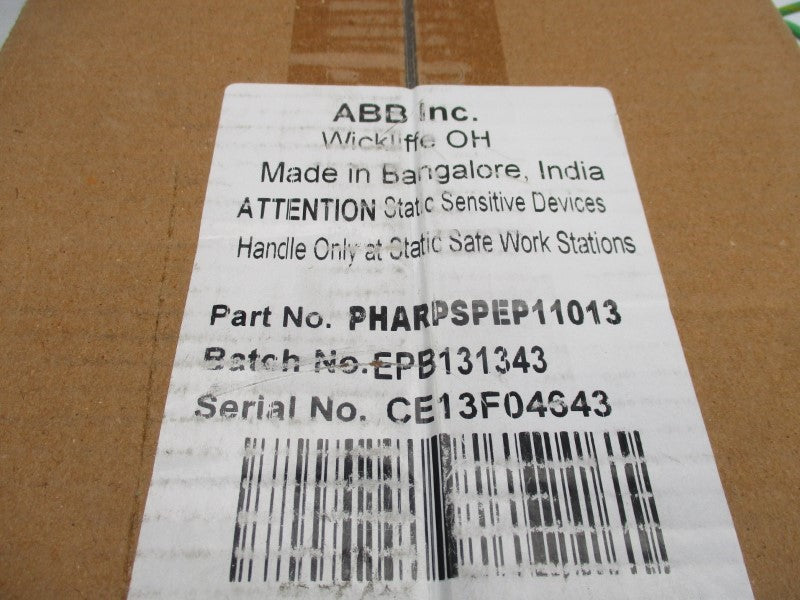 ABB Inc.
Wickliffe OH
Made in Bangalore, India
ATTENTION Static Sensitive Devices
Handle Only at Static Safe Work Stations
Part No. PHARPSPEP11013
Batch No.EPB131343
Serial No. CE13F04643